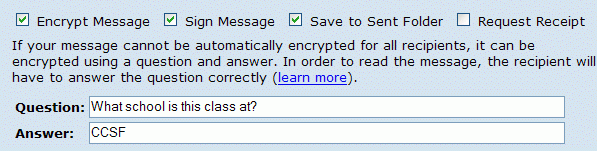 Encrypt Message Sign Message Save to Sent Folder Request Receipt
If your message cannot be automatically encrypted for all recipients, it can be
encrypted using a question and answer. In order to read the message, the recipient will
have to answer the question correctly (learn more).
Question: What school is this class at?
Answer: CCSF